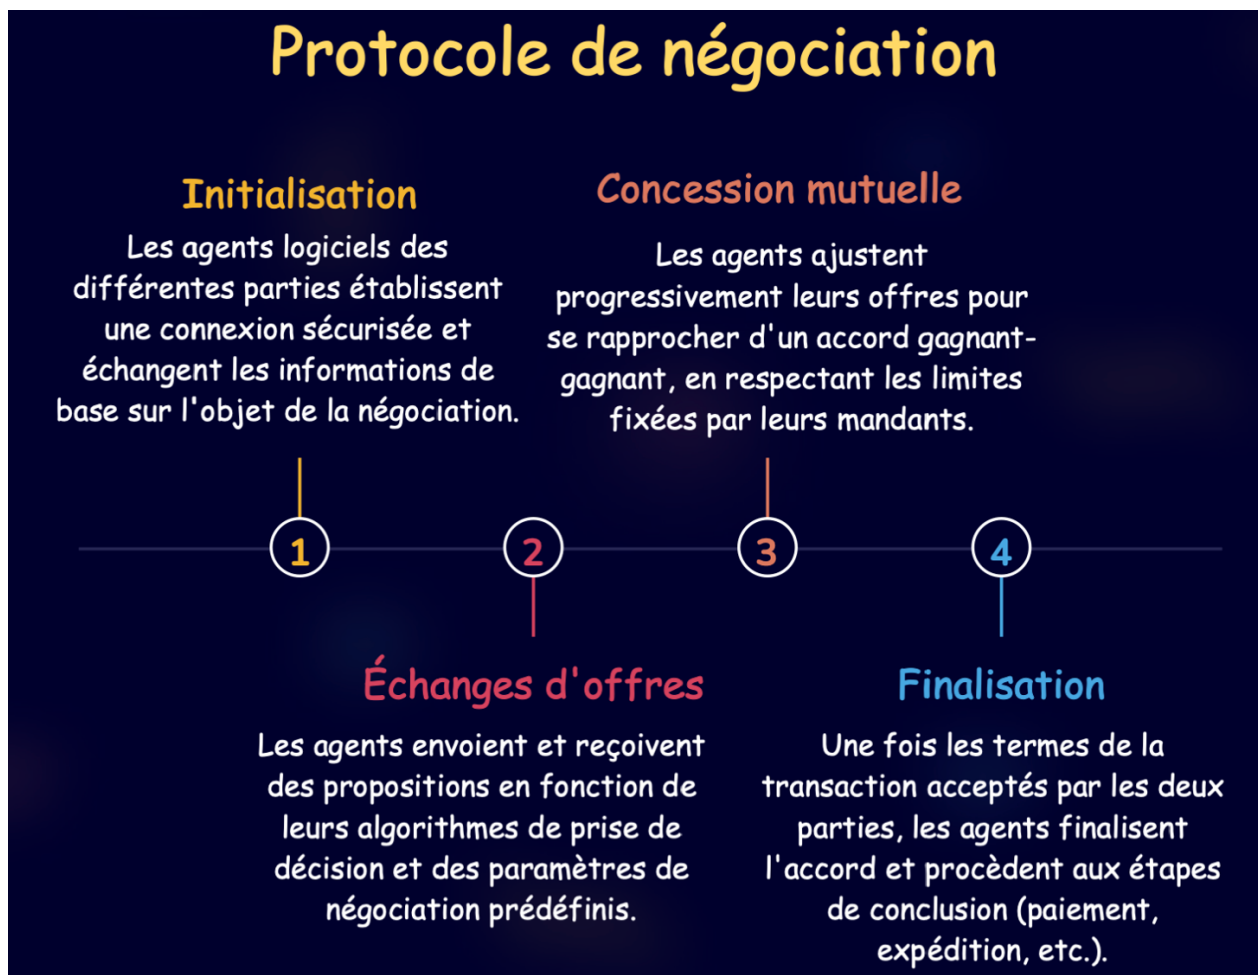 Protocole de négociation
Initialisation
Les agents logiciels des
différentes parties établissent
une connexion sécurisée et
échangent les informations de
base sur l'objet de la négociation.
Concession mutuelle
Les agents ajustent
progressivement leurs offres pour
se rapprocher d'un accord gagnant-
gagnant, en respectant les limites
fixées par leurs mandants.
1
2
3
4
Échanges d'offres
Les agents envoient et reçoivent
des propositions en fonction de
leurs algorithmes de prise de
décision et des paramètres de
négociation prédéfinis.
Finalisation
Une fois les termes de la
transaction acceptés par les deux
parties, les agents finalisent
l'accord et procèdent aux étapes
de conclusion (paiement,
expédition, etc.).